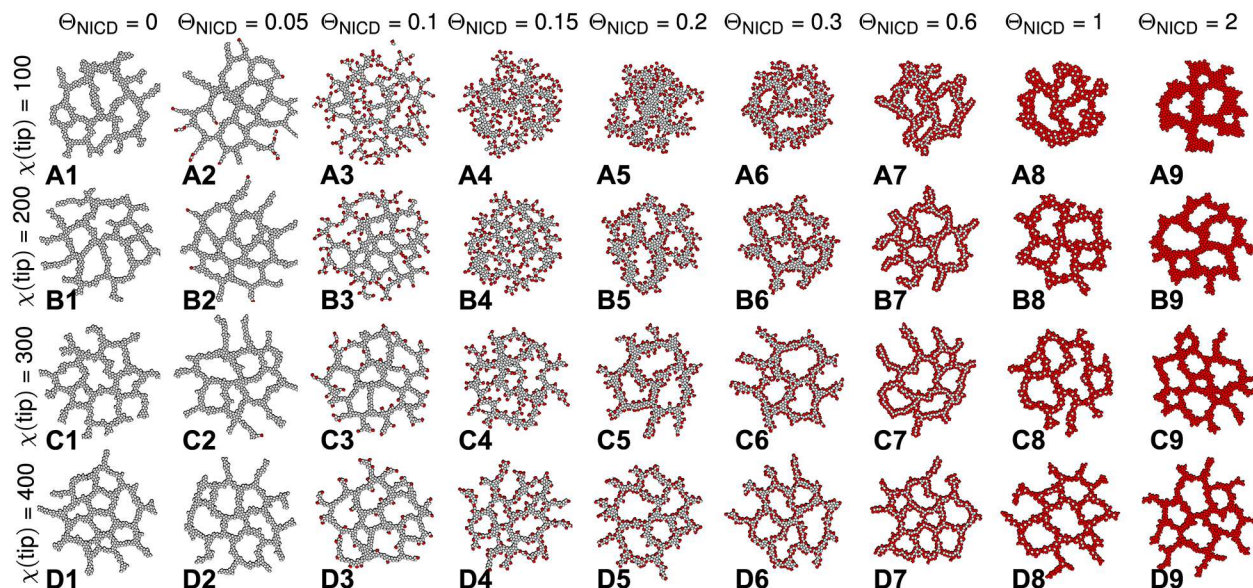 Θ_NICD = 0 Θ_NICD = 0.05 Θ_NICD = 0.1 Θ_NICD = 0.15 Θ_NICD = 0.2 Θ_NICD = 0.3 Θ_NICD = 0.6 Θ_NICD = 1 Θ_NICD = 2
χ(tip) = 100
A1 A2 A3 A4 A5 A6 A7 A8 A9
χ(tip) = 200
B1 B2 B3 B4 B5 B6 B7 B8 B9
χ(tip) = 300
C1 C2 C3 C4 C5 C6 C7 C8 C9
χ(tip) = 400
D1 D2 D3 D4 D5 D6 D7 D8 D9